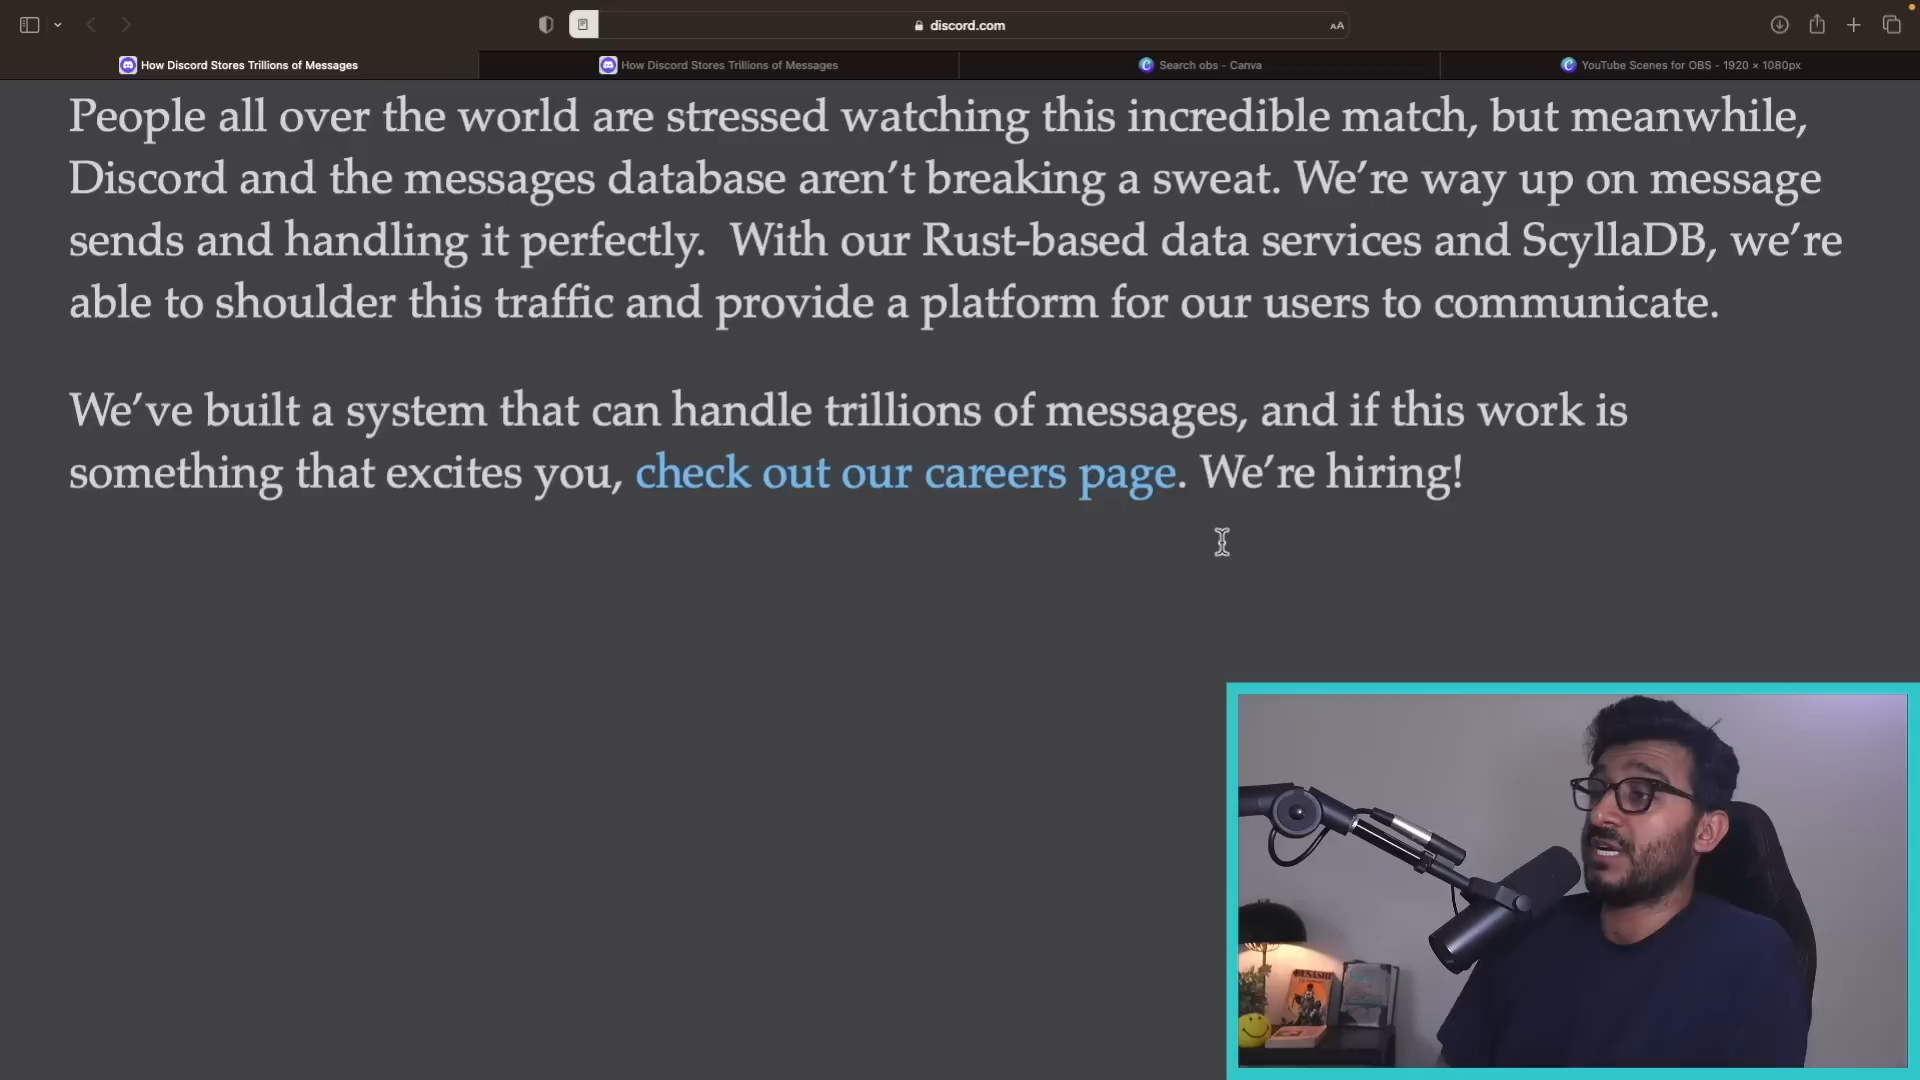 discord.com
AA
How Discord Stores Trillions of Messages
How Discord Stores Trillions of Messages
Search obs - Canva
YouTube Scenes for OBS - 1920 × 1080px
People all over the world are stressed watching this incredible match, but meanwhile,
Discord and the messages database aren’t breaking a sweat. We’re way up on message
sends and handling it perfectly.  With our Rust-based data services and ScyllaDB, we’re
able to shoulder this traffic and provide a platform for our users to communicate.
We’ve built a system that can handle trillions of messages, and if this work is
something that excites you, check out our careers page. We’re hiring!